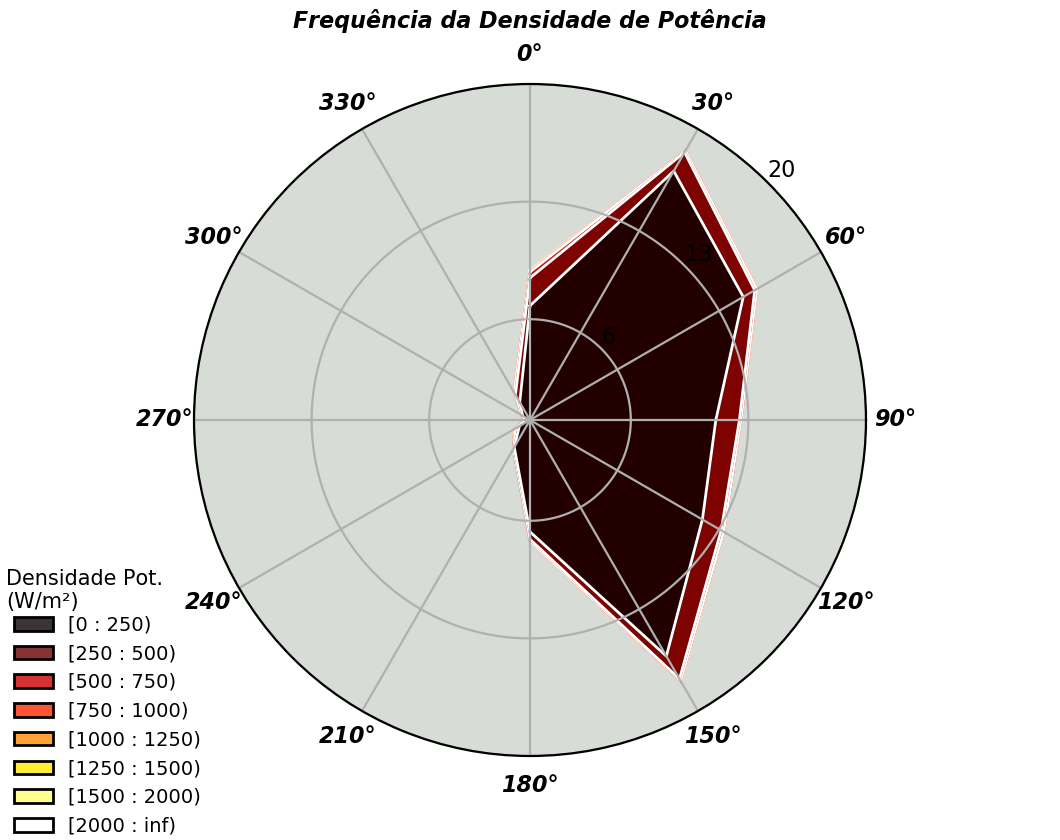 Frequência da Densidade de Potência
0°
330°
30°
20
300°
60°
13
6
270°
90°
240°
120°
210°
150°
180°
Densidade Pot.
(W/m²)
[0 : 250)
[250 : 500)
[500 : 750)
[750 : 1000)
[1000 : 1250)
[1250 : 1500)
[1500 : 2000)
[2000 : inf)